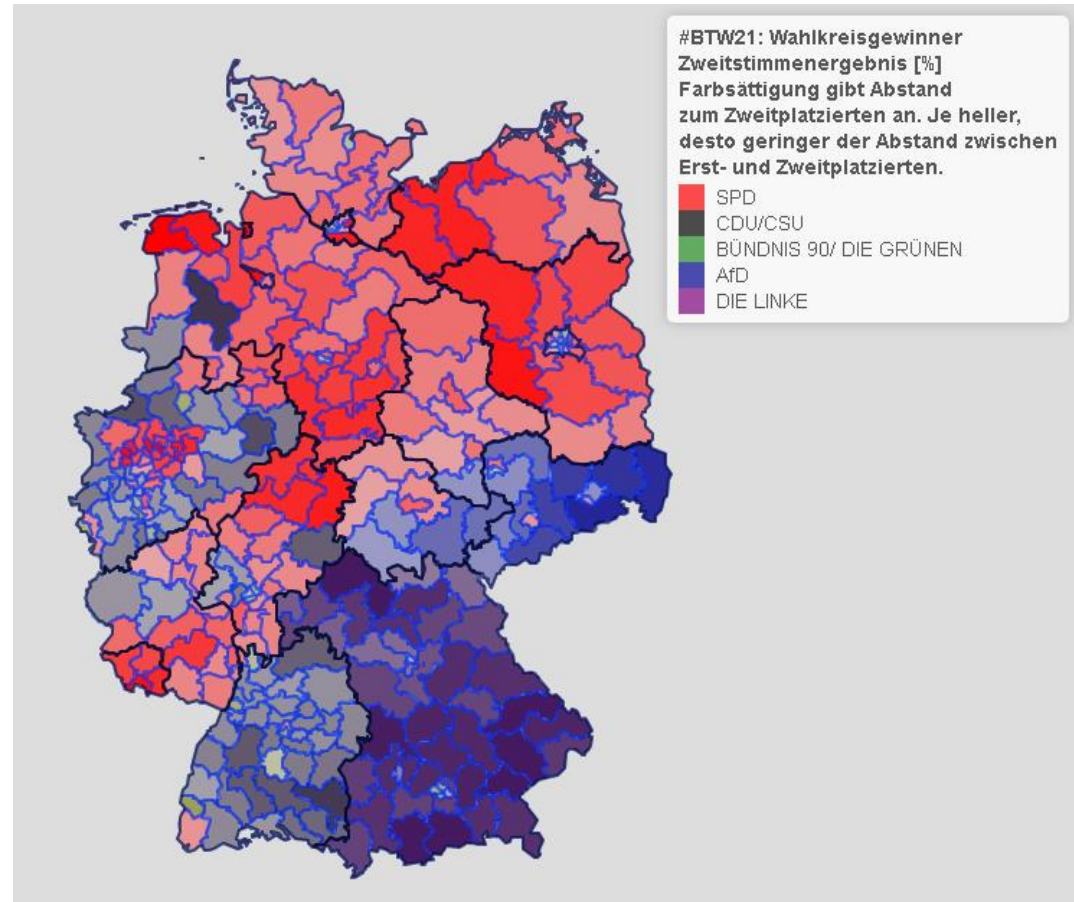 #BTW21: Wahlkreisgewinner
Zweitstimmenergebnis [%]
Farbsättigung gibt Abstand
zum Zweitplatzierten an. Je heller,
desto geringer der Abstand zwischen
Erst- und Zweitplatzierten.
SPD
CDU/CSU
BÜNDNIS 90/ DIE GRÜNEN
AfD
DIE LINKE